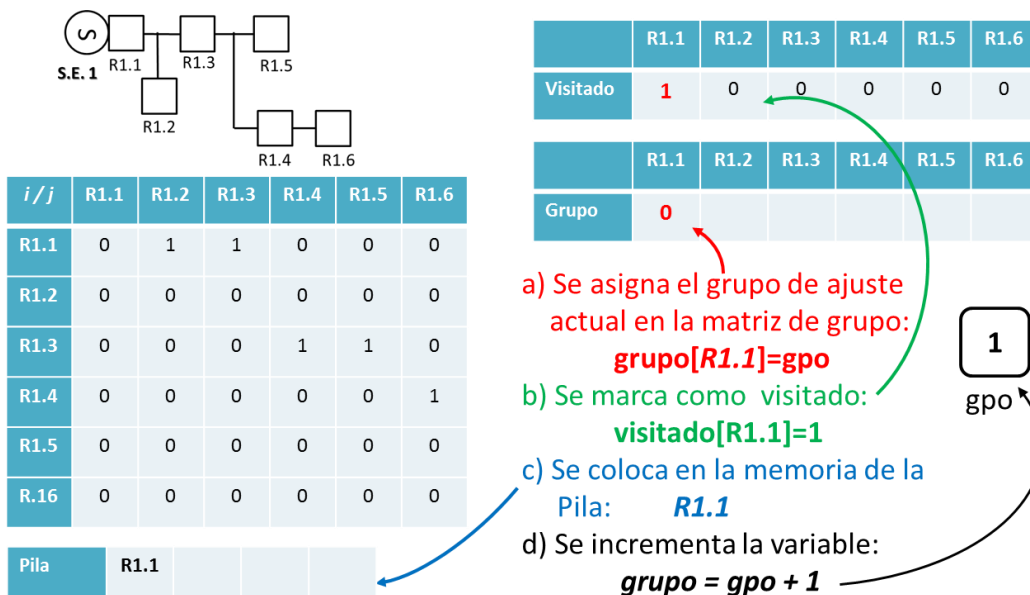 S
S.E. 1
R1.1
R1.3
R1.5
R1.2
R1.4
R1.6
i / j R1.1 R1.2 R1.3 R1.4 R1.5 R1.6
R1.1 0 1 1 0 0 0
R1.2 0 0 0 0 0 0
R1.3 0 0 0 1 1 0
R1.4 0 0 0 0 0 1
R1.5 0 0 0 0 0 0
R.16 0 0 0 0 0 0
Pila R1.1
R1.1 R1.2 R1.3 R1.4 R1.5 R1.6
Visitado 1 0 0 0 0 0
R1.1 R1.2 R1.3 R1.4 R1.5 R1.6
Grupo 0
a) Se asigna el grupo de ajuste
actual en la matriz de grupo:
grupo[R1.1]=gpo
b) Se marca como visitado:
visitado[R1.1]=1
c) Se coloca en la memoria de la
Pila: R1.1
d) Se incrementa la variable:
grupo = gpo + 1
1
gpo